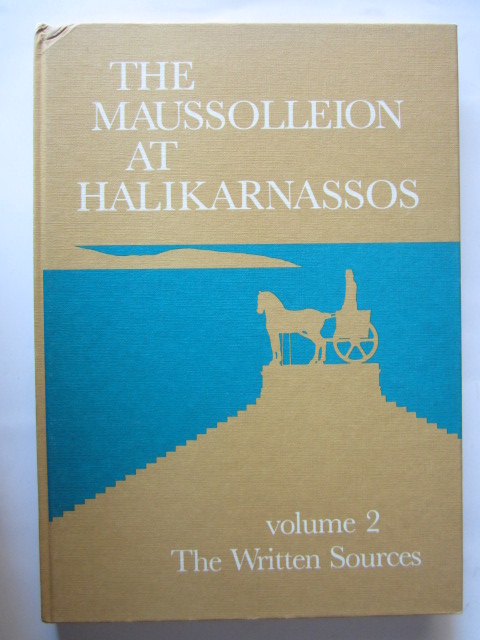 THE
MAUSSOLLEION
AT
HALIKARNASSOS
volume 2
The Written Sources